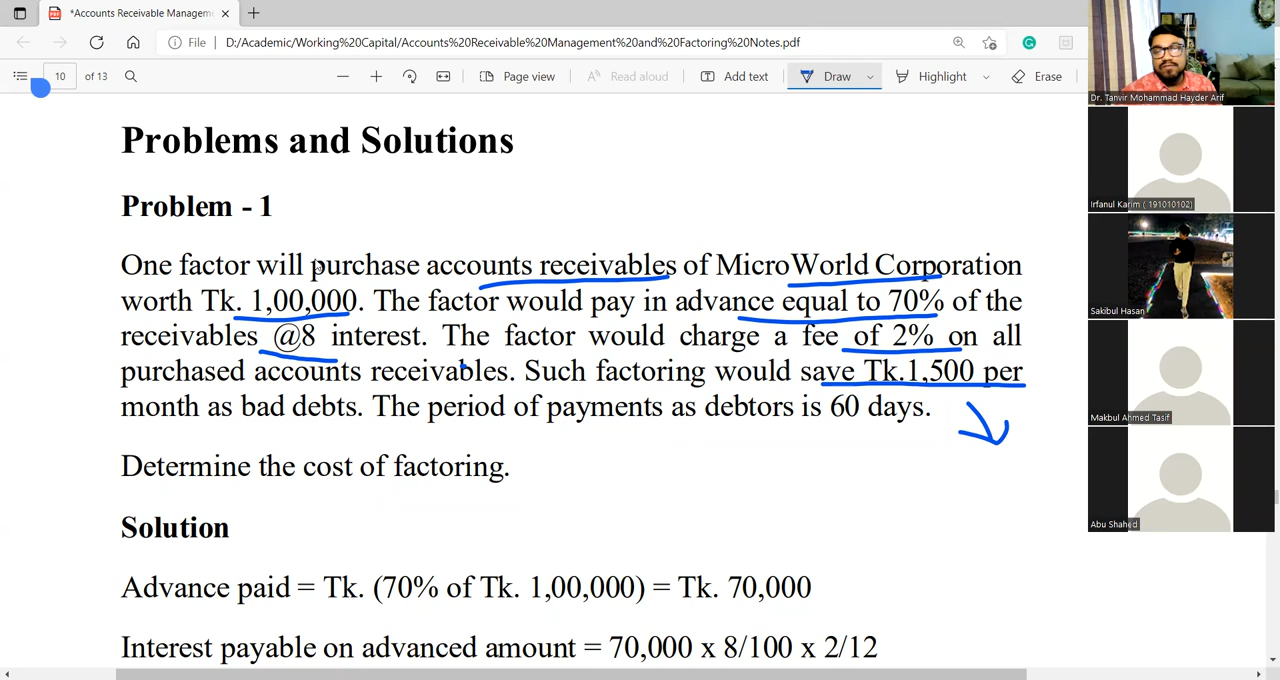 *Accounts Receivable Managem
File
D:/Academic/Working%20Capital/Accounts%20Receivable%20Management%20and%20Factoring%20Notes.pdf
10 of 13
Page view
Read aloud
Add text
Draw
Highlight
Erase
Problems and Solutions
Problem - 1
One factor will purchase accounts receivables of MicroWorld Corporation
worth Tk. 1,00,000. The factor would pay in advance equal to 70% of the
receivables @8 interest. The factor would charge a fee of 2% on all
purchased accounts receivables. Such factoring would save Tk.1,500 per
month as bad debts. The period of payments as debtors is 60 days.
Determine the cost of factoring.
Solution
Advance paid = Tk. (70% of Tk. 1,00,000) = Tk. 70,000
Interest payable on advanced amount = 70,000 x 8/100 x 2/12
Dr. Tanvir Mohammad Hayder Arif
Irfanul Karim ( 191010102)
Sakibul Hasan
Makbul Ahmed Tasif
Abu Shahed